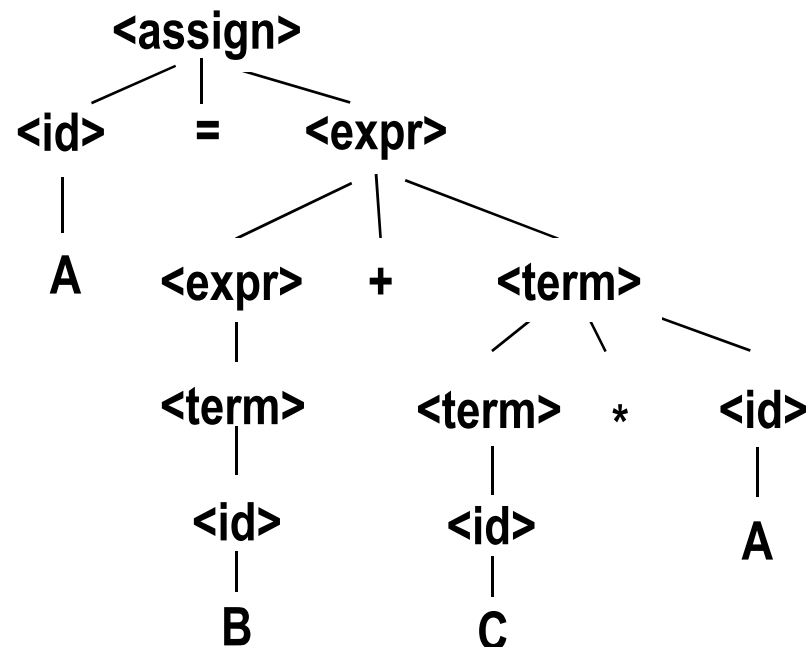 <assign>
<id> = <expr>
A <expr> + <term>
<term> <term> * <id>
<id> <id> A
B C